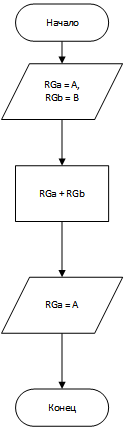 Начало
RGa = A,
RGb = B
RGa + RGb
RGa = A
Конец